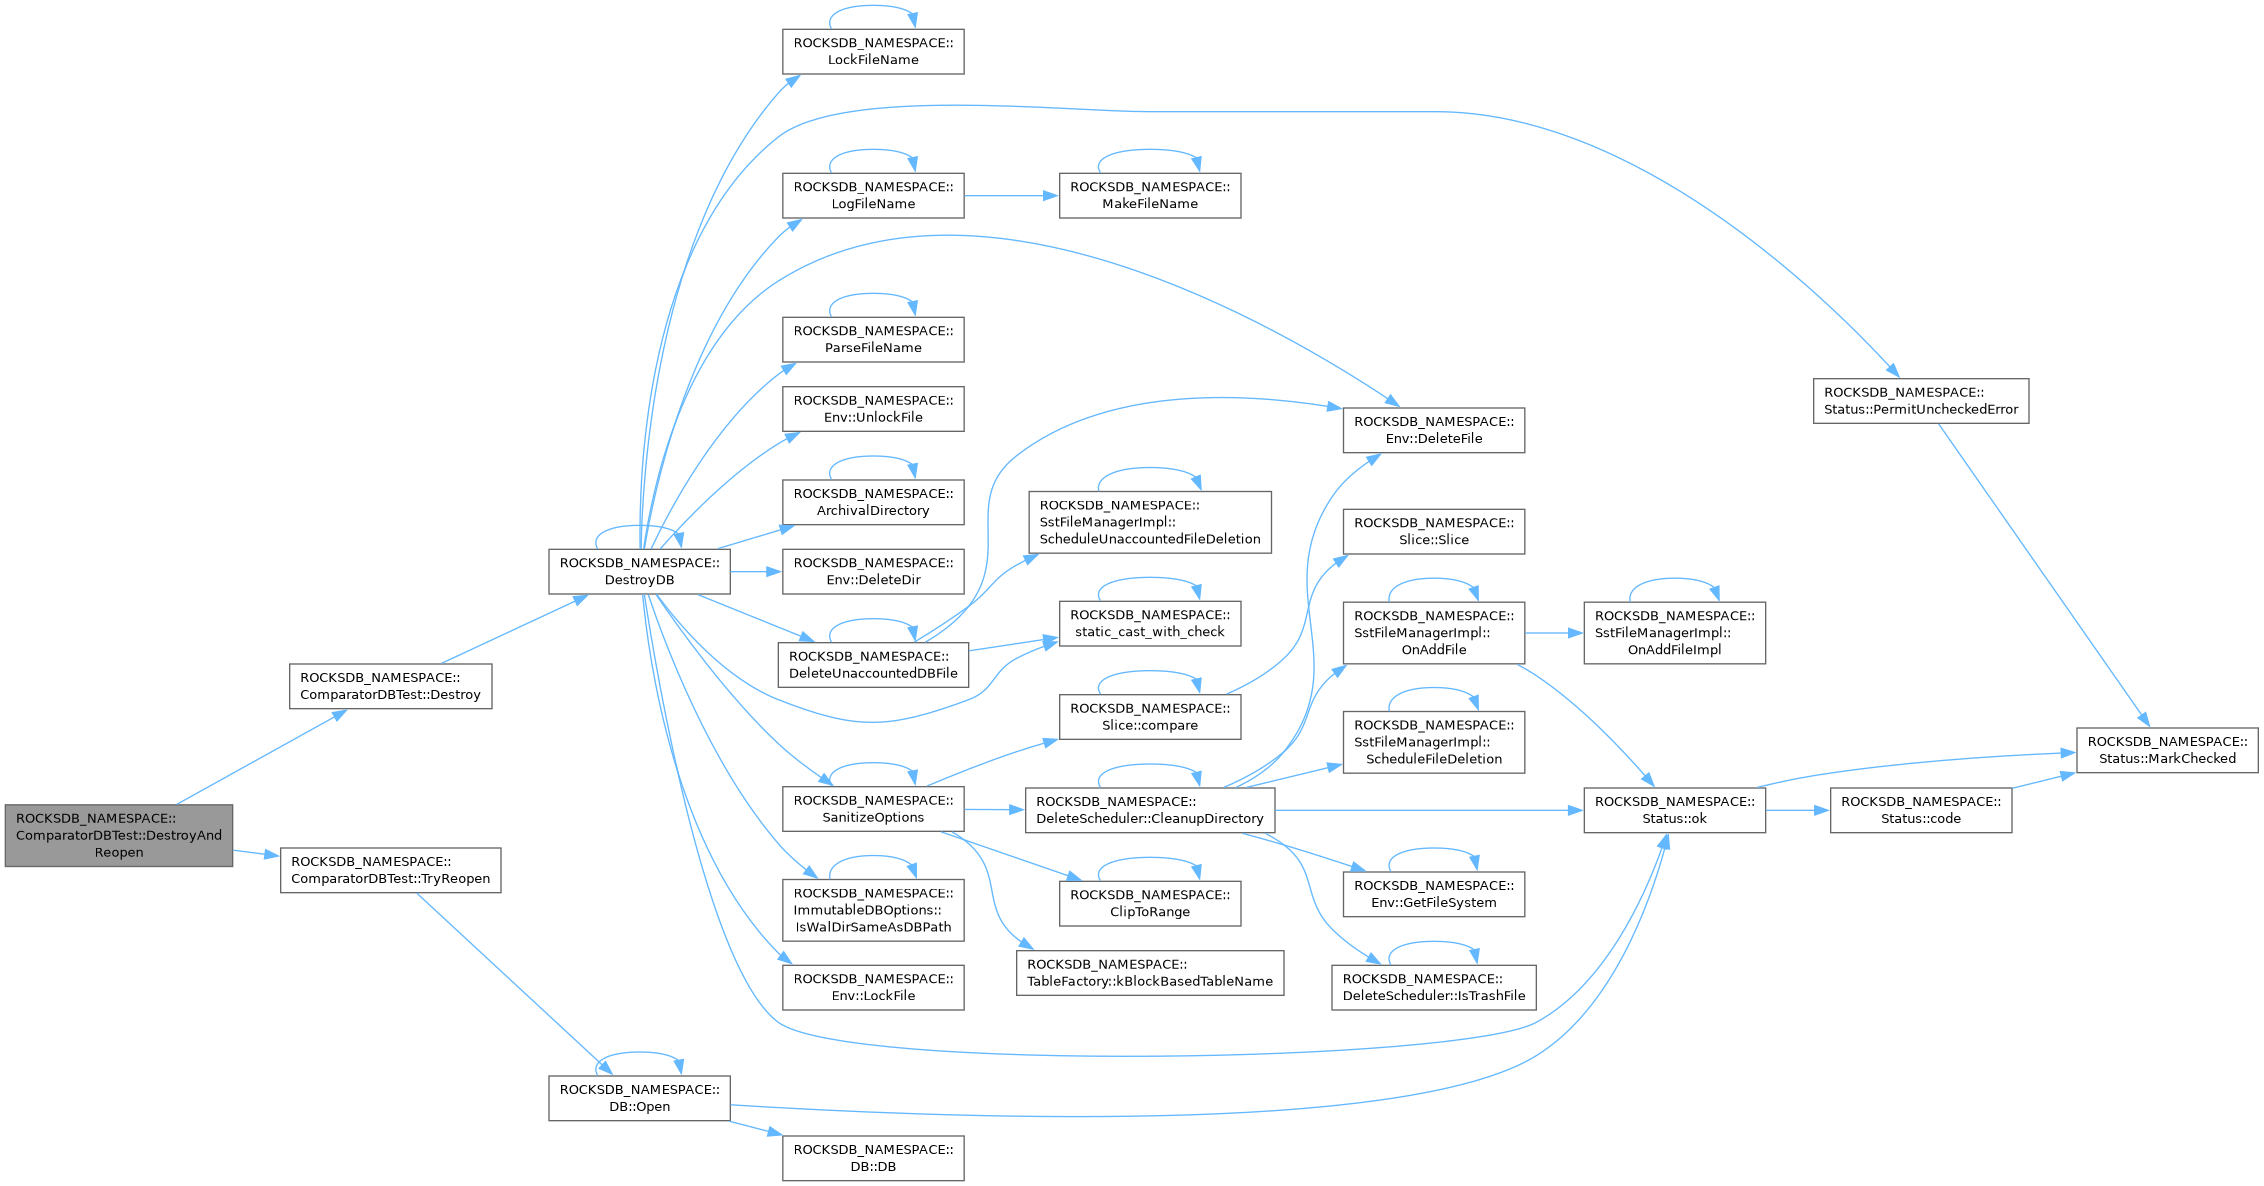 ROCKSDB_NAMESPACE::
ComparatorDBTest::DestroyAnd
Reopen
ROCKSDB_NAMESPACE::
ComparatorDBTest::Destroy
ROCKSDB_NAMESPACE::
ComparatorDBTest::TryReopen
ROCKSDB_NAMESPACE::
DestroyDB
ROCKSDB_NAMESPACE::
DB::Open
ROCKSDB_NAMESPACE::
LockFileName
ROCKSDB_NAMESPACE::
LogFileName
ROCKSDB_NAMESPACE::
ParseFileName
ROCKSDB_NAMESPACE::
Env::UnlockFile
ROCKSDB_NAMESPACE::
ArchivalDirectory
ROCKSDB_NAMESPACE::
Env::DeleteDir
ROCKSDB_NAMESPACE::
DeleteUnaccountedDBFile
ROCKSDB_NAMESPACE::
SanitizeOptions
ROCKSDB_NAMESPACE::
ImmutableDBOptions::
IsWalDirSameAsDBPath
ROCKSDB_NAMESPACE::
Env::LockFile
ROCKSDB_NAMESPACE::
DB::DB
ROCKSDB_NAMESPACE::
MakeFileName
ROCKSDB_NAMESPACE::
SstFileManagerImpl::
ScheduleUnaccountedFileDeletion
ROCKSDB_NAMESPACE::
static_cast_with_check
ROCKSDB_NAMESPACE::
Slice::compare
ROCKSDB_NAMESPACE::
DeleteScheduler::CleanupDirectory
ROCKSDB_NAMESPACE::
ClipToRange
ROCKSDB_NAMESPACE::
TableFactory::kBlockBasedTableName
ROCKSDB_NAMESPACE::
Env::DeleteFile
ROCKSDB_NAMESPACE::
Slice::Slice
ROCKSDB_NAMESPACE::
SstFileManagerImpl::
OnAddFile
ROCKSDB_NAMESPACE::
SstFileManagerImpl::
ScheduleFileDeletion
ROCKSDB_NAMESPACE::
Env::GetFileSystem
ROCKSDB_NAMESPACE::
DeleteScheduler::IsTrashFile
ROCKSDB_NAMESPACE::
SstFileManagerImpl::
OnAddFileImpl
ROCKSDB_NAMESPACE::
Status::ok
ROCKSDB_NAMESPACE::
Status::PermitUncheckedError
ROCKSDB_NAMESPACE::
Status::code
ROCKSDB_NAMESPACE::
Status::MarkChecked